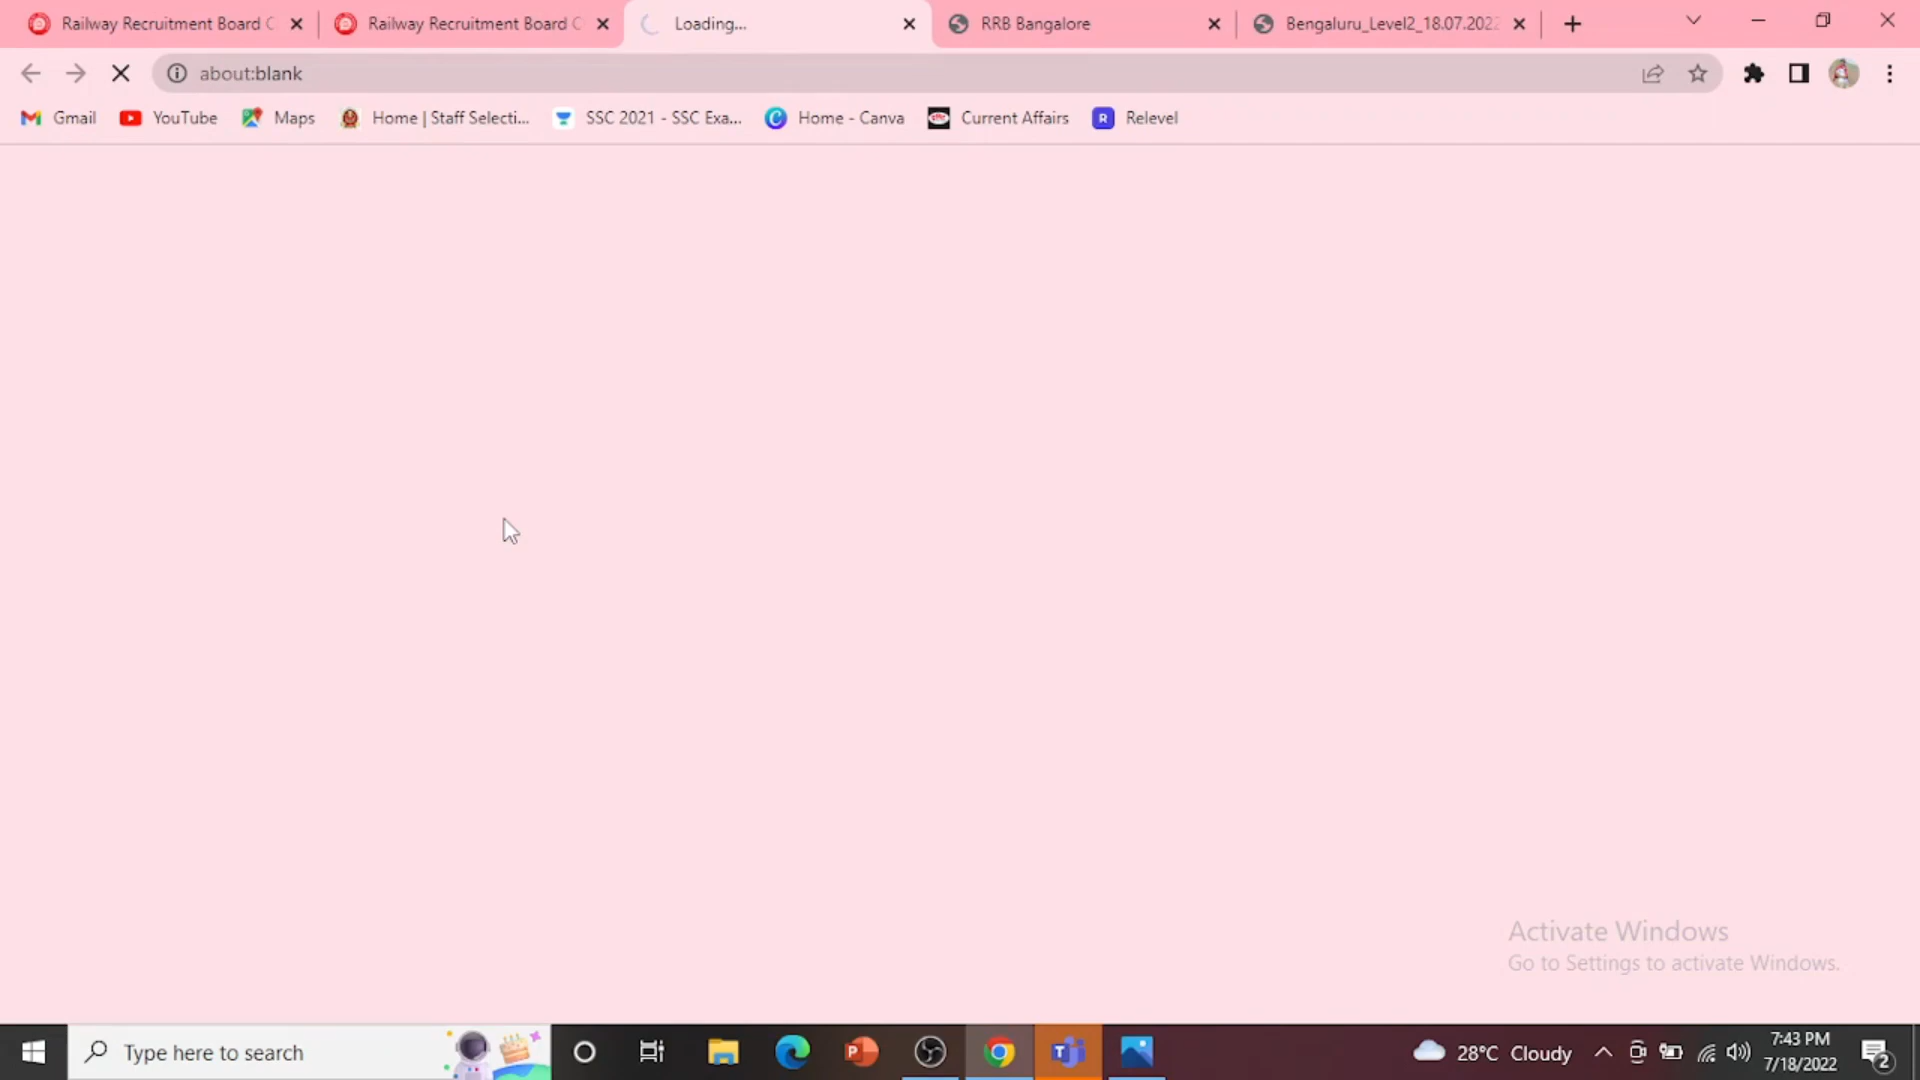 Railway Recruitment Board C
Railway Recruitment Board C
Loading...
RRB Bangalore
Bengaluru_Level2_18.07.2022
about:blank
Gmail
YouTube
Maps
Home | Staff Selecti...
SSC 2021 - SSC Exa...
Home - Canva
Current Affairs
R
Relevel
Activate Windows
Go to Settings to activate Windows.
Type here to search
28°C Cloudy
7:43 PM
7/18/2022
2